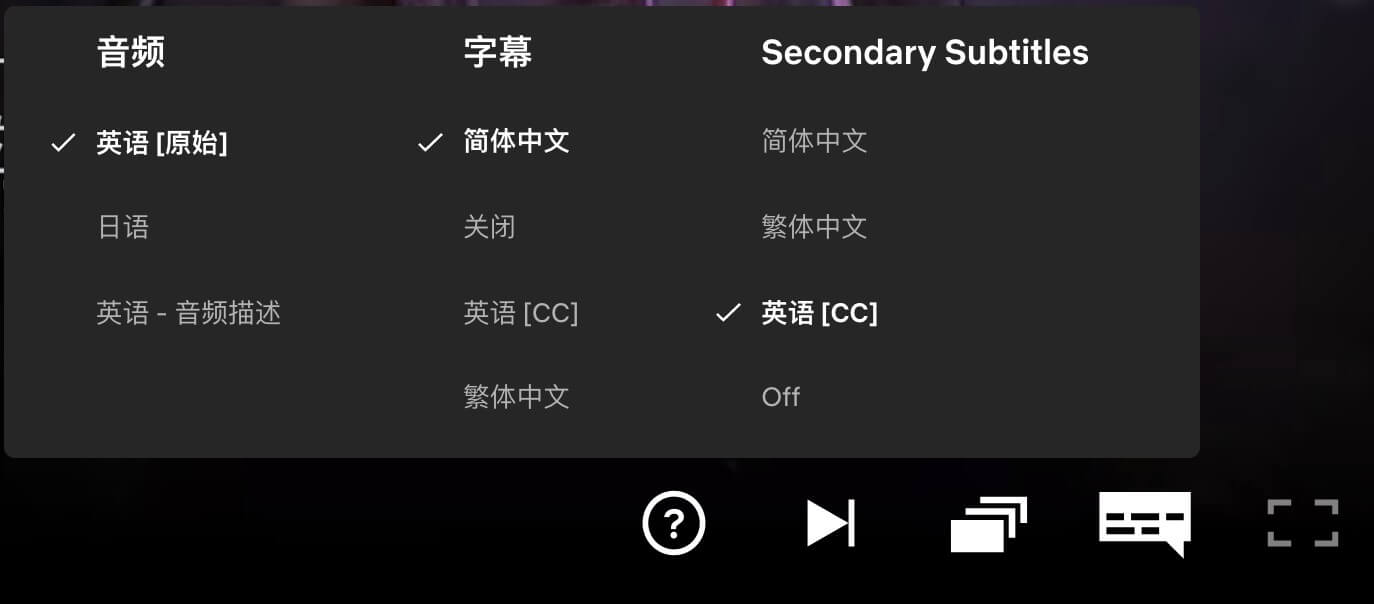 音频
英语 [原始]
日语
英语 - 音频描述
字幕
简体中文
关闭
英语 [CC]
繁体中文
Secondary Subtitles
简体中文
繁体中文
英语 [CC]
Off
?